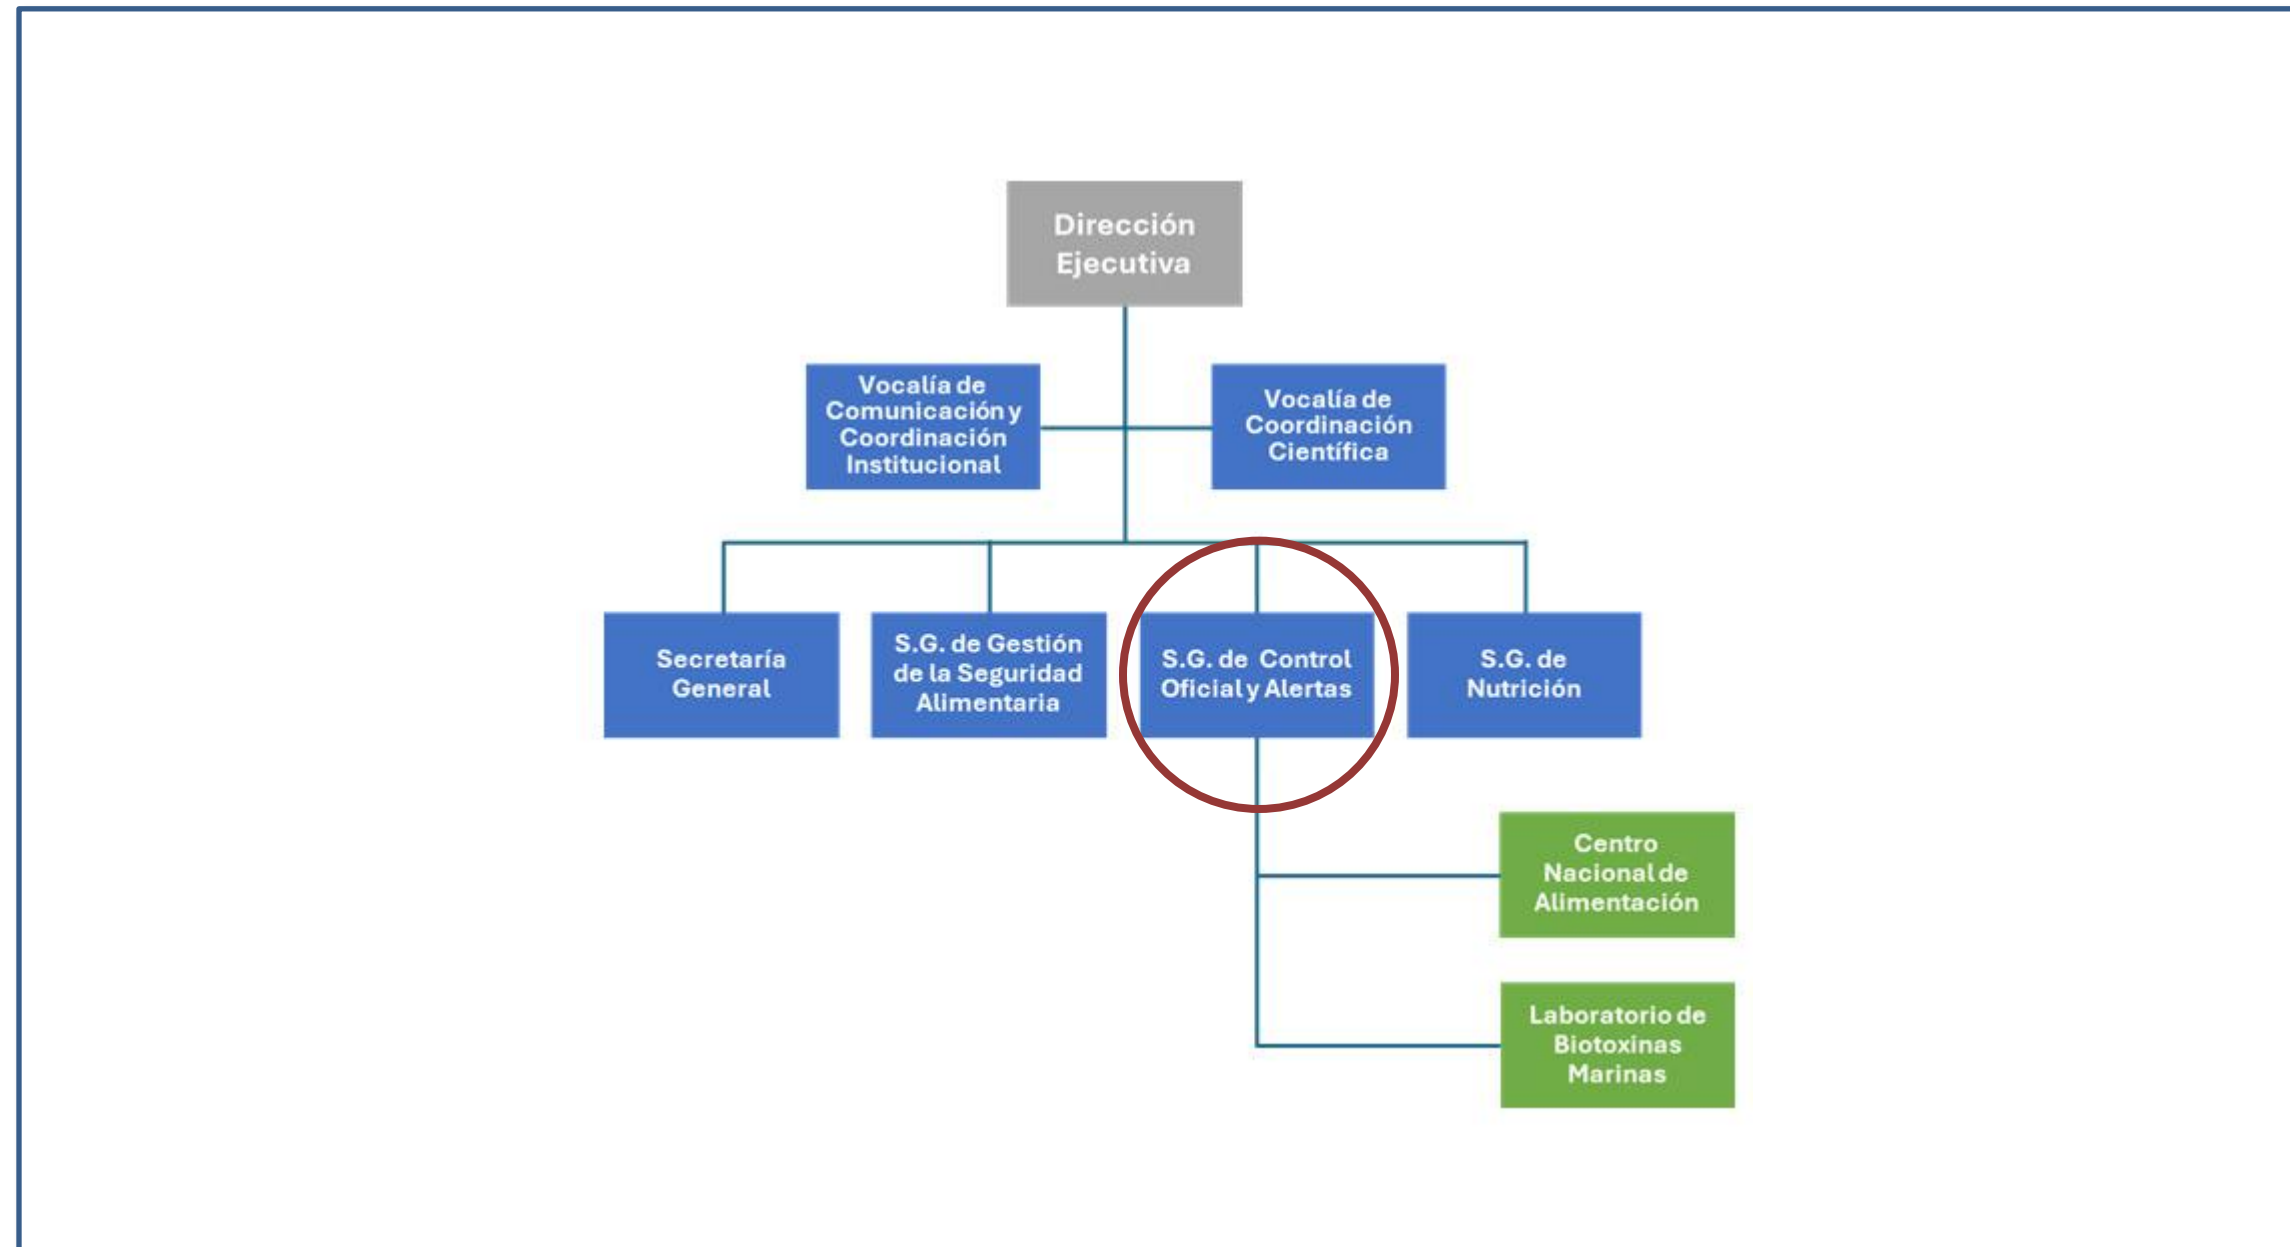 Dirección
Ejecutiva
Vocalía de
Comunicación y
Coordinación
Institucional
Vocalía de
Coordinación
Científica
Secretaría
General
S.G. de Gestión
de la Seguridad
Alimentaria
S.G. de Control
Oficial y Alertas
S.G. de
Nutrición
Centro
Nacional de
Alimentación
Laboratorio de
Biotoxinas
Marinas